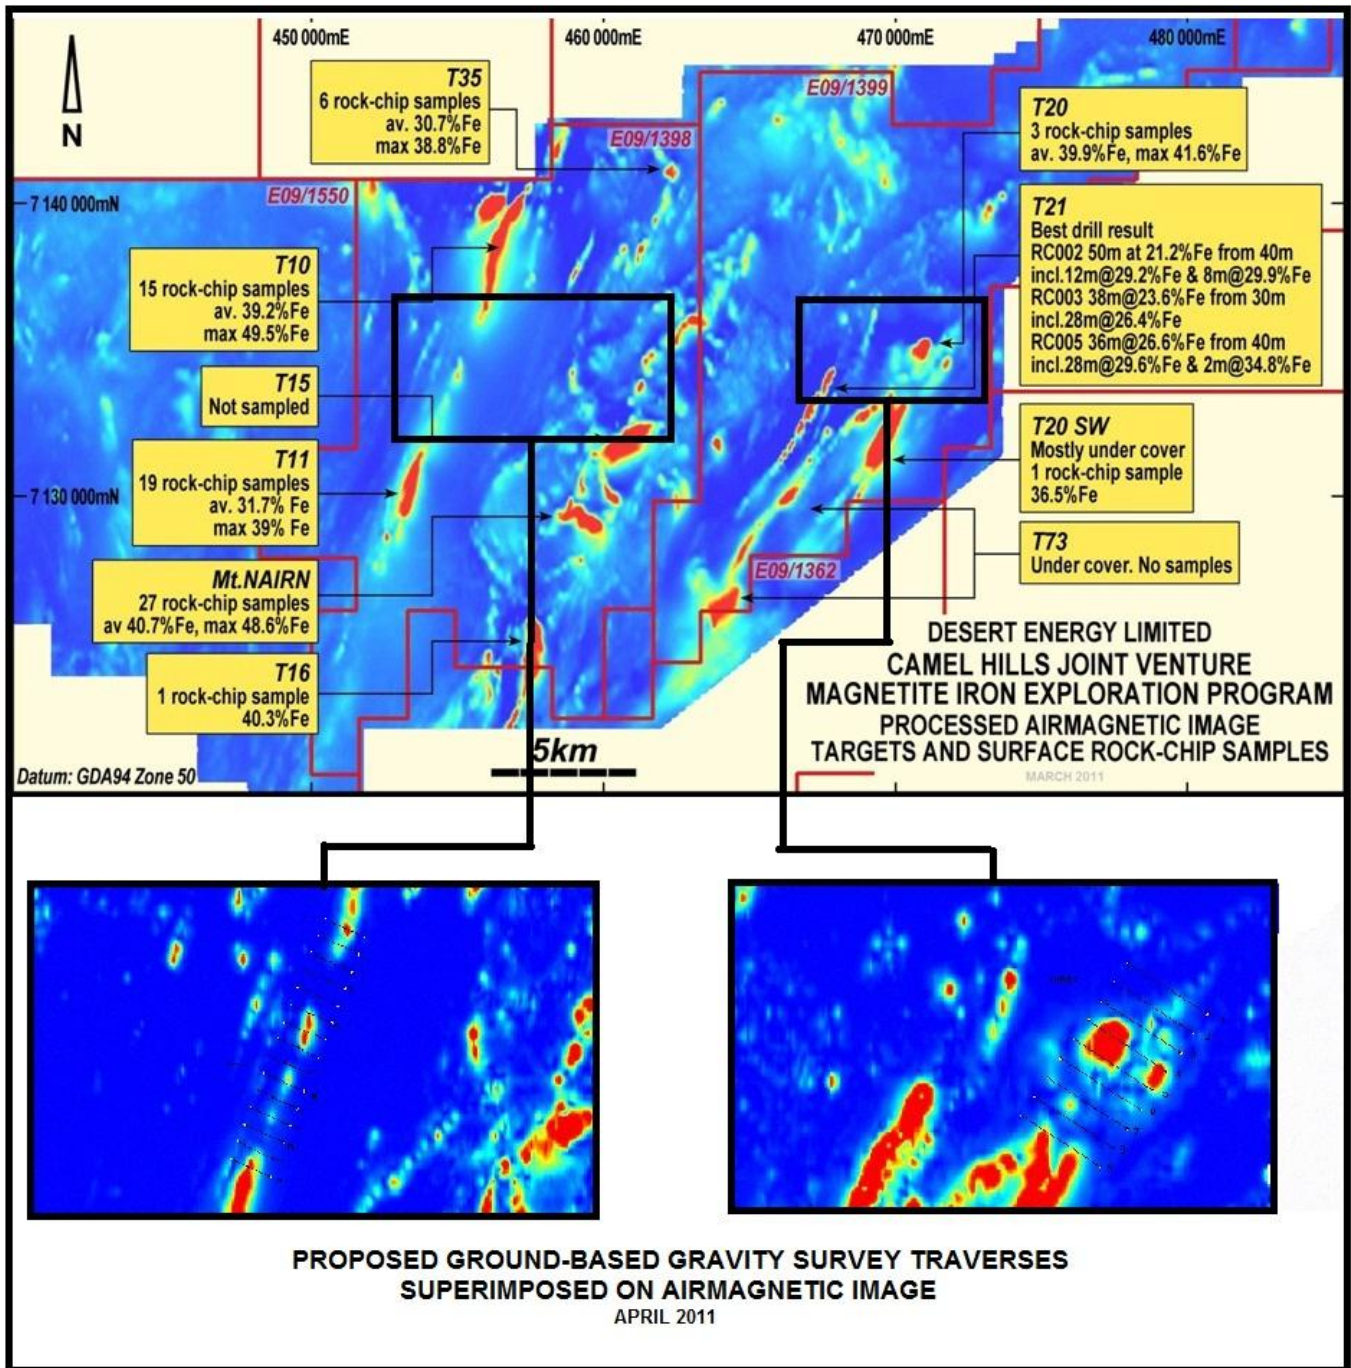 450 000mE
460 000mE
470 000mE
480 000mE
N
T35
6 rock-chip samples
av. 30.7%Fe
max 38.8%Fe
E09/1399
E09/1398
T20
3 rock-chip samples
av. 39.9%Fe, max 41.6%Fe
7 140 000mN
E09/1550
T21
Best drill result
RC002 50m at 21.2%Fe from 40m
incl.12m@29.2%Fe & 8m@29.9%Fe
RC003 38m@23.6%Fe from 30m
incl.28m@26.4%Fe
RC005 36m@26.6%Fe from 40m
incl.28m@29.6%Fe & 2m@34.8%Fe
T10
15 rock-chip samples
av. 39.2%Fe
max 49.5%Fe
T15
Not sampled
T20 SW
Mostly under cover
1 rock-chip sample
36.5%Fe
T11
19 rock-chip samples
av. 31.7% Fe
max 39% Fe
7 130 000mN
T73
Under cover. No samples
E09/1362
Mt.NAIRN
27 rock-chip samples
av 40.7%Fe, max 48.6%Fe
T16
1 rock-chip sample
40.3%Fe
DESERT ENERGY LIMITED
CAMEL HILLS JOINT VENTURE
MAGNETITE IRON EXPLORATION PROGRAM
PROCESSED AIRMAGNETIC IMAGE
TARGETS AND SURFACE ROCK-CHIP SAMPLES
MARCH 2011
5km
Datum: GDA94 Zone 50
PROPOSED GROUND-BASED GRAVITY SURVEY TRAVERSES
SUPERIMPOSED ON AIRMAGNETIC IMAGE
APRIL 2011